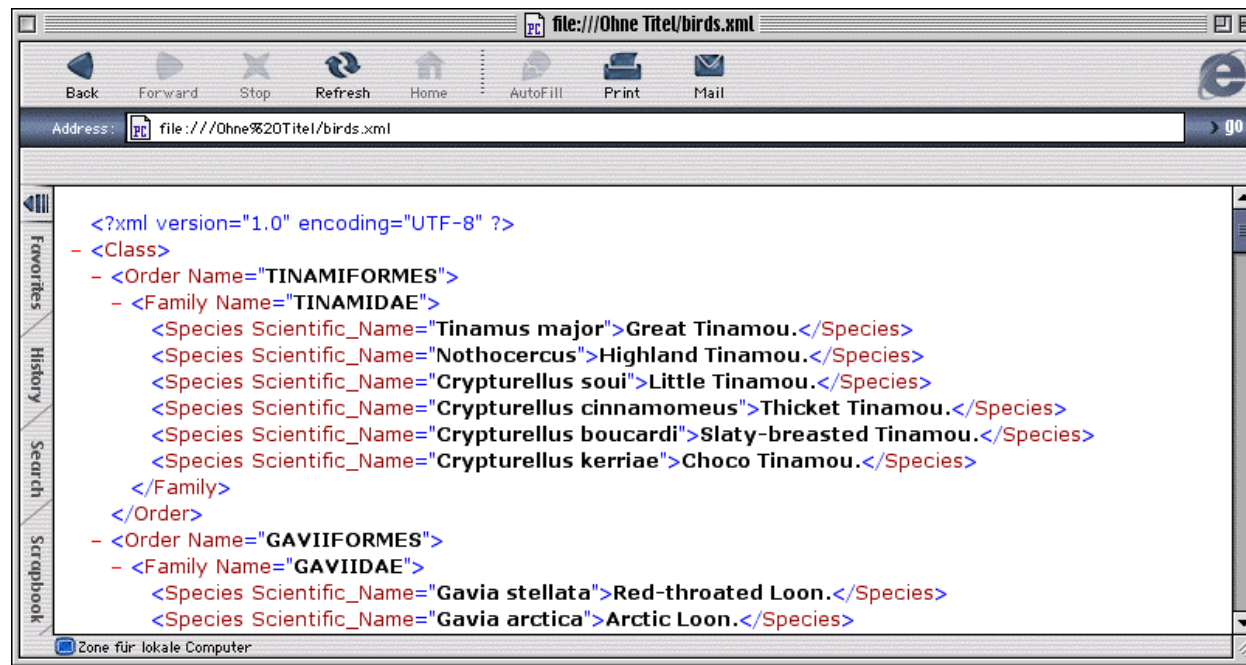 file:///Ohne Titel/birds.xml
Back Forward Stop Refresh Home AutoFill Print Mail
Address: file:///Ohne%20Titel/birds.xml go
Favorites
History
Search
Scrapbook
<?xml version="1.0" encoding="UTF-8" ?>
– <Class>
– <Order Name="TINAMIFORMES">
– <Family Name="TINAMIDAE">
<Species Scientific_Name="Tinamus major">Great Tinamou.</Species>
<Species Scientific_Name="Nothocercus">Highland Tinamou.</Species>
<Species Scientific_Name="Crypturellus soui">Little Tinamou.</Species>
<Species Scientific_Name="Crypturellus cinnamomeus">Thicket Tinamou.</Species>
<Species Scientific_Name="Crypturellus boucardi">Slaty-breasted Tinamou.</Species>
<Species Scientific_Name="Crypturellus kerriae">Choco Tinamou.</Species>
</Family>
</Order>
– <Order Name="GAVIIFORMES">
– <Family Name="GAVIIDAE">
<Species Scientific_Name="Gavia stellata">Red-throated Loon.</Species>
<Species Scientific_Name="Gavia arctica">Arctic Loon.</Species>
Zone für lokale Computer